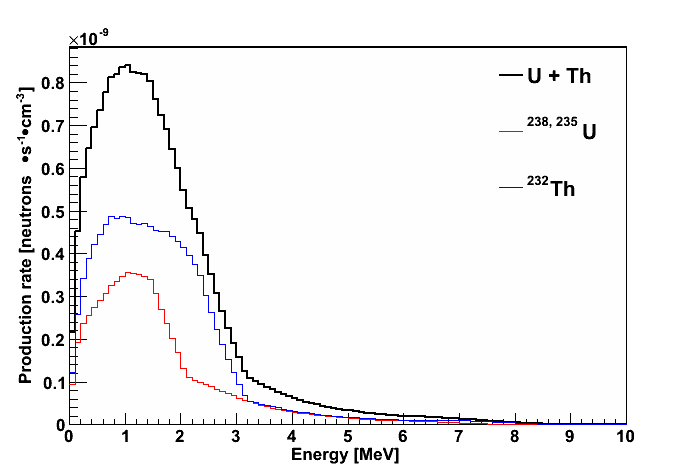 ×10⁻⁹
0.8
0.7
0.6
0.5
0.4
0.3
0.2
0.1
0
Production rate [neutrons •s⁻¹•cm⁻³]
U + Th
²³⁸, ²³⁵U
²³²Th
0 1 2 3 4 5 6 7 8 9 10
Energy [MeV]